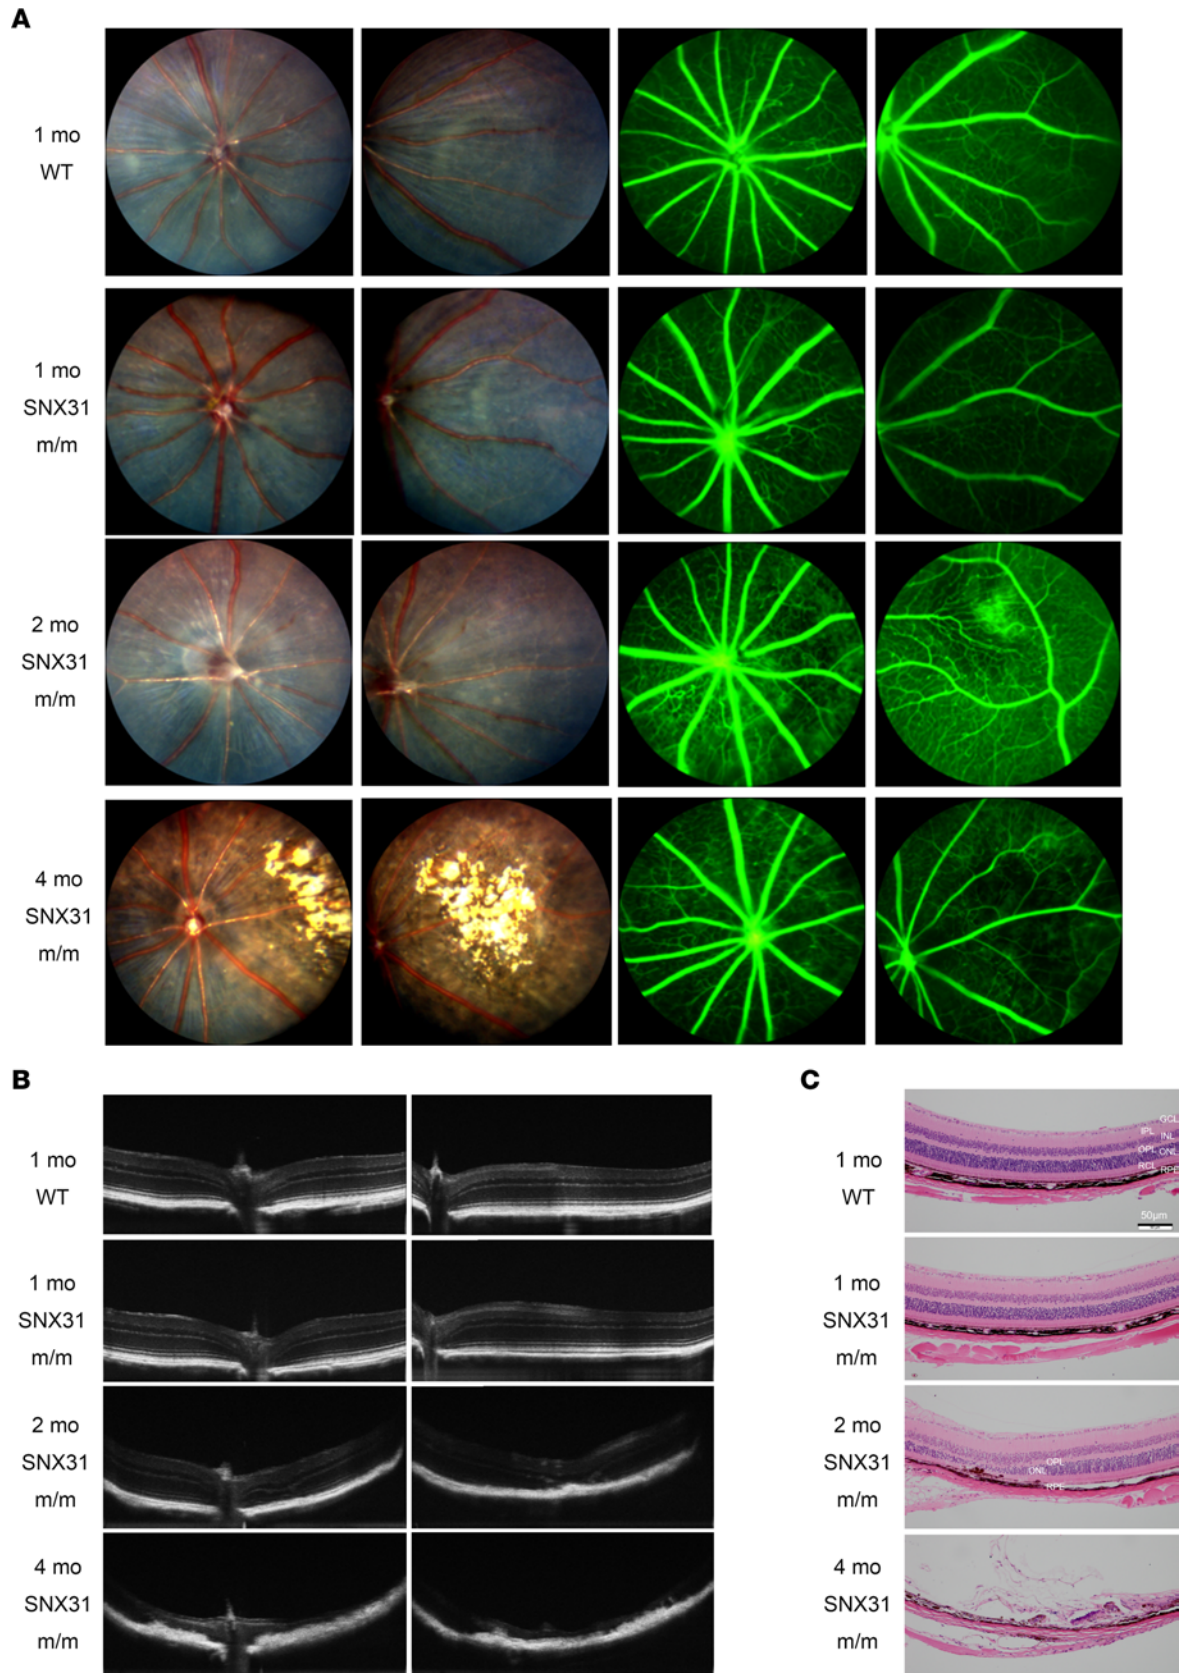 A
1 mo
WT
1 mo
SNX31
m/m
2 mo
SNX31
m/m
4 mo
SNX31
m/m
B
1 mo
WT
1 mo
SNX31
m/m
2 mo
SNX31
m/m
4 mo
SNX31
m/m
C
1 mo
WT
GCL
IPL
INL
OPL ONL
RCL RPE
50μm
1 mo
SNX31
m/m
2 mo
SNX31
m/m
OPL
ONL
RPE
4 mo
SNX31
m/m